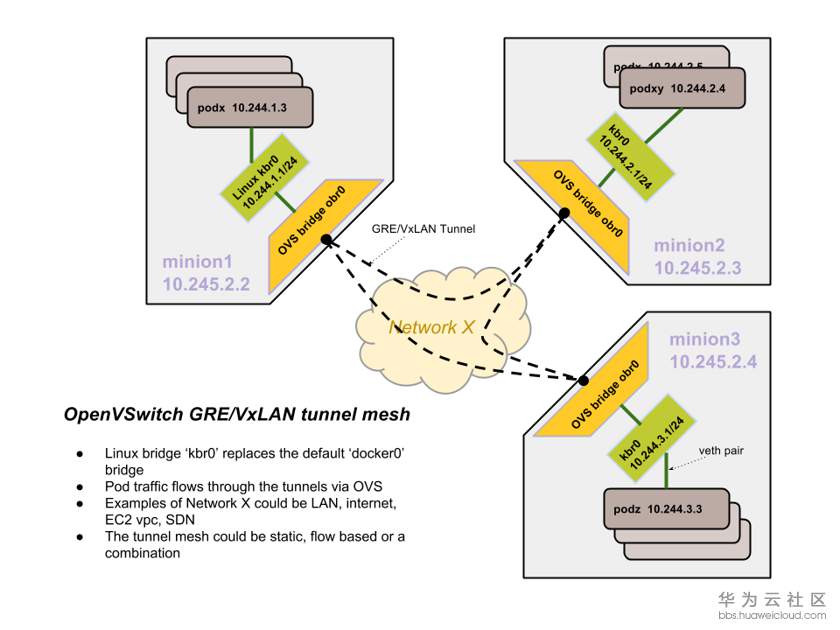 podx 10.244.1.3
Linux kbr0
10.244.1.1/24
OVS bridge obr0
minion1
10.245.2.2
podx 10.244.2.5
podxy 10.244.2.4
kbr0
10.244.2.1/24
OVS bridge obr0
minion2
10.245.2.3
GRE/VxLAN Tunnel
Network X
minion3
10.245.2.4
OVS bridge obr0
kbr0
10.244.3.1/24
veth pair
podz 10.244.3.3
OpenVSwitch GRE/VxLAN tunnel mesh
● Linux bridge ‘kbr0’ replaces the default ‘docker0’
bridge
● Pod traffic flows through the tunnels via OVS
● Examples of Network X could be LAN, internet,
EC2 vpc, SDN
● The tunnel mesh could be static, flow based or a
combination
华为云社区
bbs.huaweicloud.com